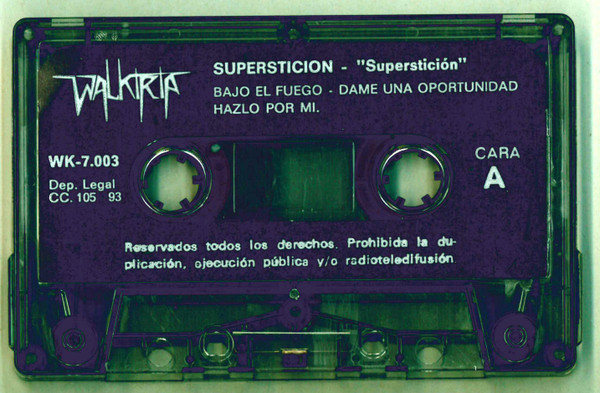 WALKIRIA
SUPERSTICION - "Superstición"
BAJO EL FUEGO - DAME UNA OPORTUNIDAD
HAZLO POR MI.
WK-7.003
Dep. Legal
CC. 105 93
CARA
A
Reservados todos los derechos. Prohibida la du-
plicación, ejecución pública y/o radioteledifusión